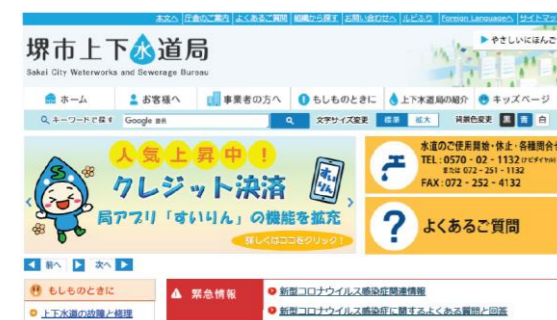 本文へ 庁舎のご案内 よくあるご質問 組織から探す お問い合わせへ ルビふり Foreign Languageへ サイトマッ
堺市上下水道局
Sakai City Waterworks and Sewerage Bureau
やさしいにほんご
ホーム お客様へ 事業者の方へ もしものときに 上下水道局の紹介 キッズページ
キーワードで探す Google 文字サイズ変更 標準 拡大 背景色変更 黒 青 白
人気上昇中!
クレジット決済
局アプリ「すいりん」の機能を拡充
すいりん
詳しくはココをクリック!
水道のご使用開始・休止・各種問合せ
TEL:0570-02-1132
または 072-251-1132
FAX:072-252-4132
よくあるご質問
前へ 次へ
もしものときに
上下水道の故障と修理
緊急情報
新型コロナウイルス感染症関連情報
新型コロナウイルス感染症に関するよくある質問と回答